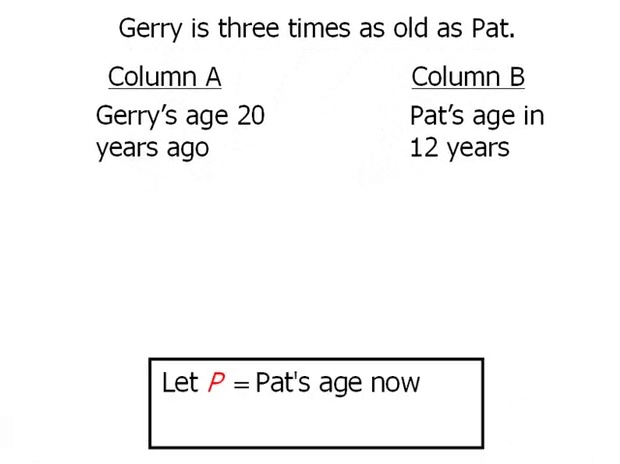 Gerry is three times as old as Pat.
Column A
Column B
Gerry's age 20
years ago
Pat's age in
12 years
Let P = Pat's age now